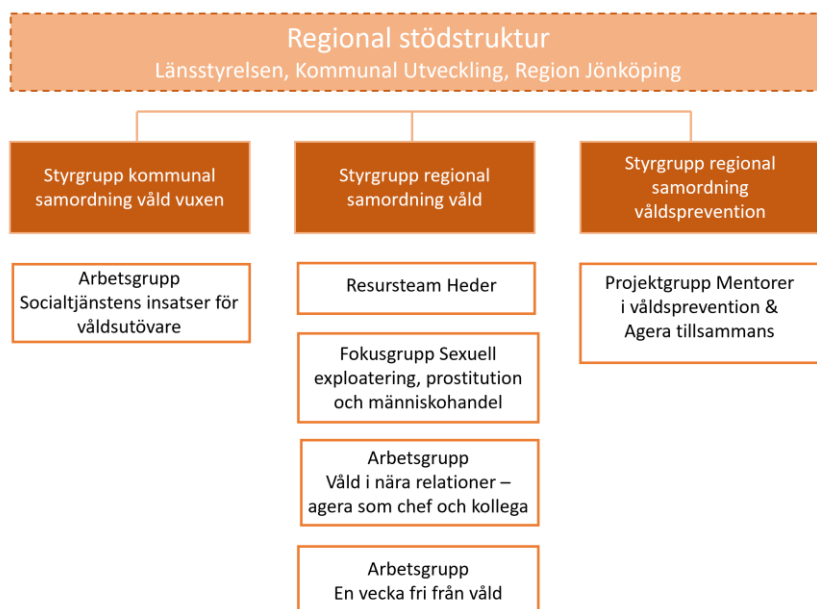 Regional stödstruktur
Länsstyrelsen, Kommunal Utveckling, Region Jönköping
Styrgrupp kommunal
samordning våld vuxen
Styrgrupp regional
samordning våld
Styrgrupp regional
samordning
våldsprevention
Arbetsgrupp
Socialtjänstens insatser för
våldsutövare
Resursteam Heder
Fokusgrupp Sexuell
exploatering, prostitution
och människohandel
Arbetsgrupp
Våld i nära relationer –
agera som chef och kollega
Arbetsgrupp
En vecka fri från våld
Projektgrupp Mentorer
i våldsprevention &
Agera tillsammans